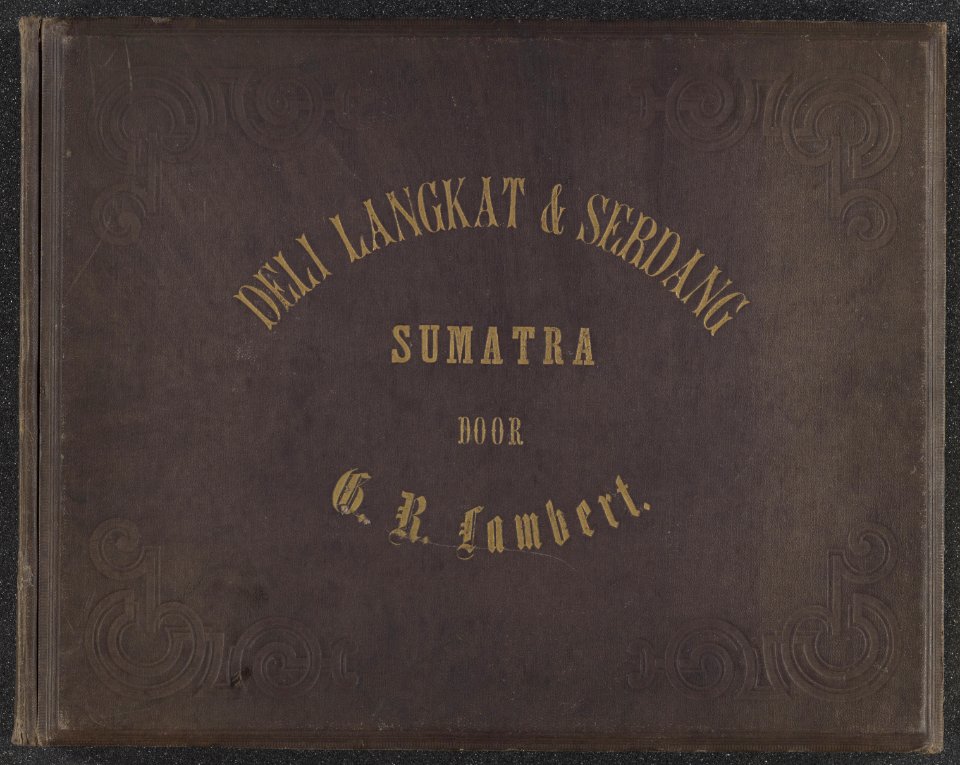 DELI LANGKAT & SERDANG
SUMATRA
DOOR
G. R. Lambert.